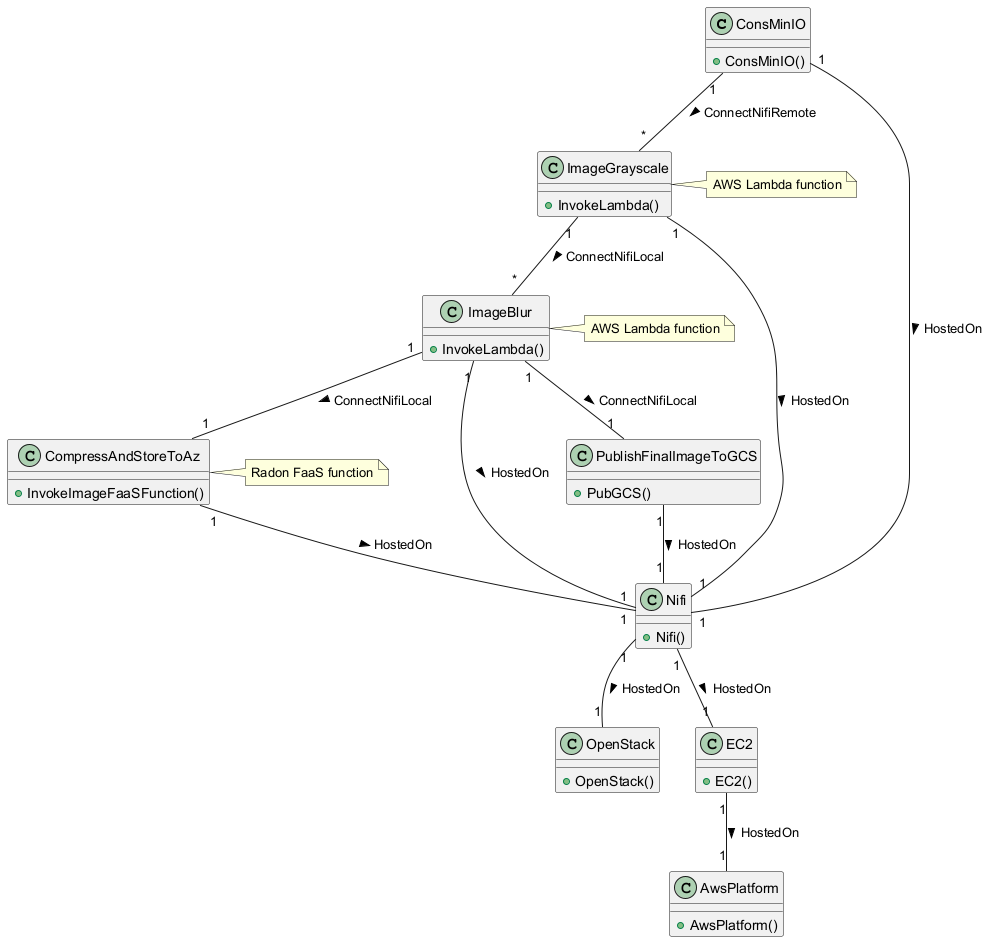 C ConsMinIO
ConsMinIO()
1
1
ConnectNifiRemote
*
C ImageGrayscale
InvokeLambda()
AWS Lambda function
1
1
ConnectNifiLocal
*
C ImageBlur
InvokeLambda()
AWS Lambda function
HostedOn
1
1
1
ConnectNifiLocal
ConnectNifiLocal
HostedOn
1
1
C CompressAndStoreToAz
InvokeImageFaaSFunction()
Radon FaaS function
HostedOn
C PublishFinalImageToGCS
PubGCS()
1
1
HostedOn
HostedOn
1
1
1
1
1
C Nifi
Nifi()
1
1
HostedOn
HostedOn
1
1
C OpenStack
OpenStack()
C EC2
EC2()
1
HostedOn
1
C AwsPlatform
AwsPlatform()